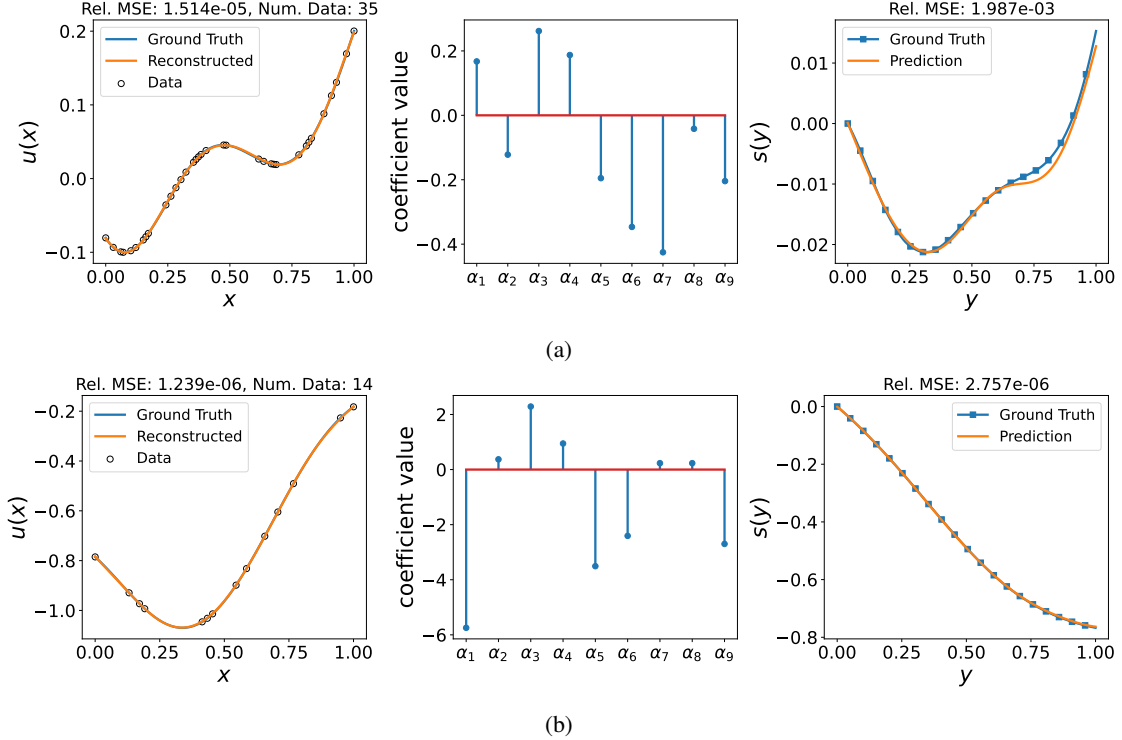 Rel. MSE: 1.514e-05, Num. Data: 35
Ground Truth
Reconstructed
Data
0.2
0.1
0.0
−0.1
u(x)
0.00 0.25 0.50 0.75 1.00
x
0.2
0.0
−0.2
−0.4
coefficient value
α1 α2 α3 α4 α5 α6 α7 α8 α9
Rel. MSE: 1.987e-03
Ground Truth
Prediction
0.01
0.00
−0.01
−0.02
s(y)
0.00 0.25 0.50 0.75 1.00
y
(a)
Rel. MSE: 1.239e-06, Num. Data: 14
Ground Truth
Reconstructed
Data
−0.2
−0.4
−0.6
−0.8
−1.0
u(x)
0.00 0.25 0.50 0.75 1.00
x
2
0
−2
−4
−6
coefficient value
α1 α2 α3 α4 α5 α6 α7 α8 α9
Rel. MSE: 2.757e-06
Ground Truth
Prediction
0.0
−0.2
−0.4
−0.6
−0.8
s(y)
0.00 0.25 0.50 0.75 1.00
y
(b)